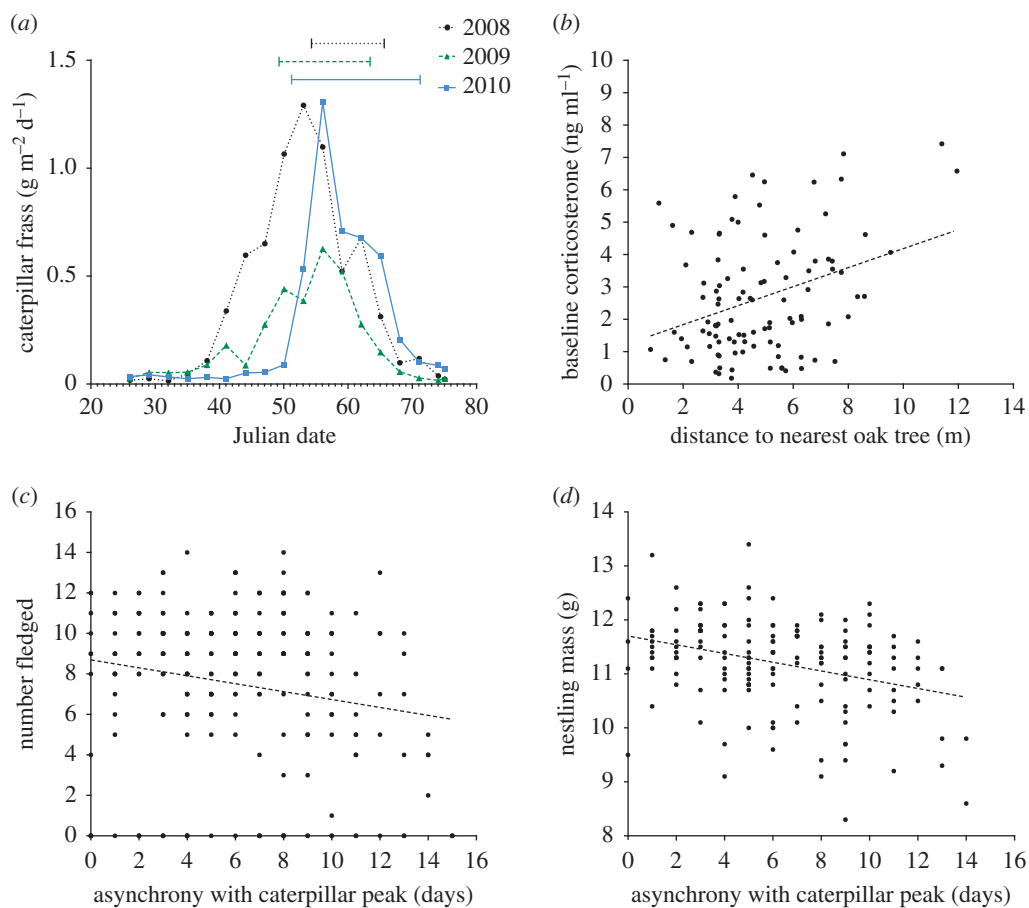 (a)
2008
2009
2010
1.5
1.0
0.5
0
20 30 40 50 60 70 80
caterpillar frass (g m⁻² d⁻¹)
Julian date
(b)
10
9
8
7
6
5
4
3
2
1
0
0 2 4 6 8 10 12 14
baseline corticosterone (ng ml⁻¹)
distance to nearest oak tree (m)
(c)
16
14
12
10
8
6
4
2
0
0 2 4 6 8 10 12 14 16
number fledged
asynchrony with caterpillar peak (days)
(d)
14
13
12
11
10
9
8
0 2 4 6 8 10 12 14 16
nestling mass (g)
asynchrony with caterpillar peak (days)